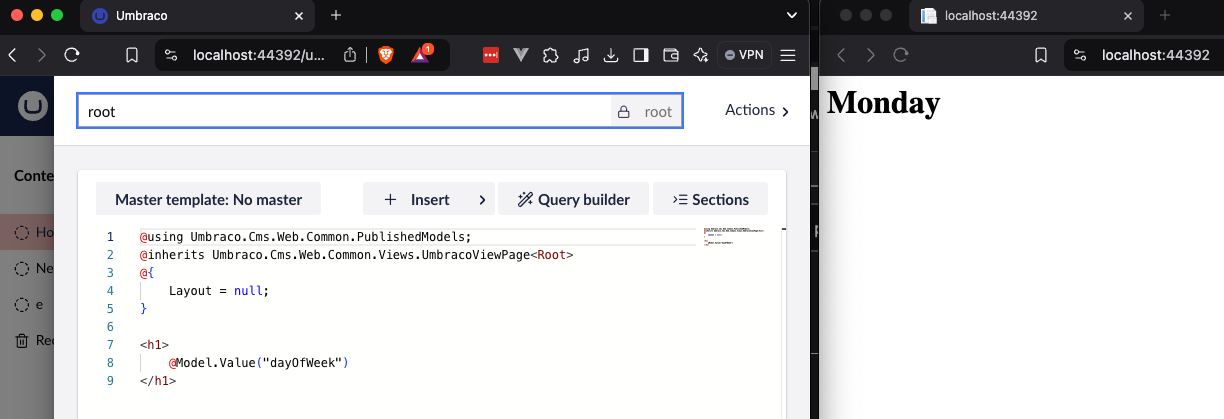 Umbraco
localhost:44392
localhost:44392/u...
1
VPN
localhost:44392
root
root
Actions
Monday
Conte
Master template: No master
Insert
Query builder
Sections
Ho
Ne
e
Rec
1 @using Umbraco.Cms.Web.Common.PublishedModels;
2 @inherits Umbraco.Cms.Web.Common.Views.UmbracoViewPage<Root>
3 @{
4 Layout = null;
5 }
6
7 <h1>
8 @Model.Value("dayOfWeek")
9 </h1>